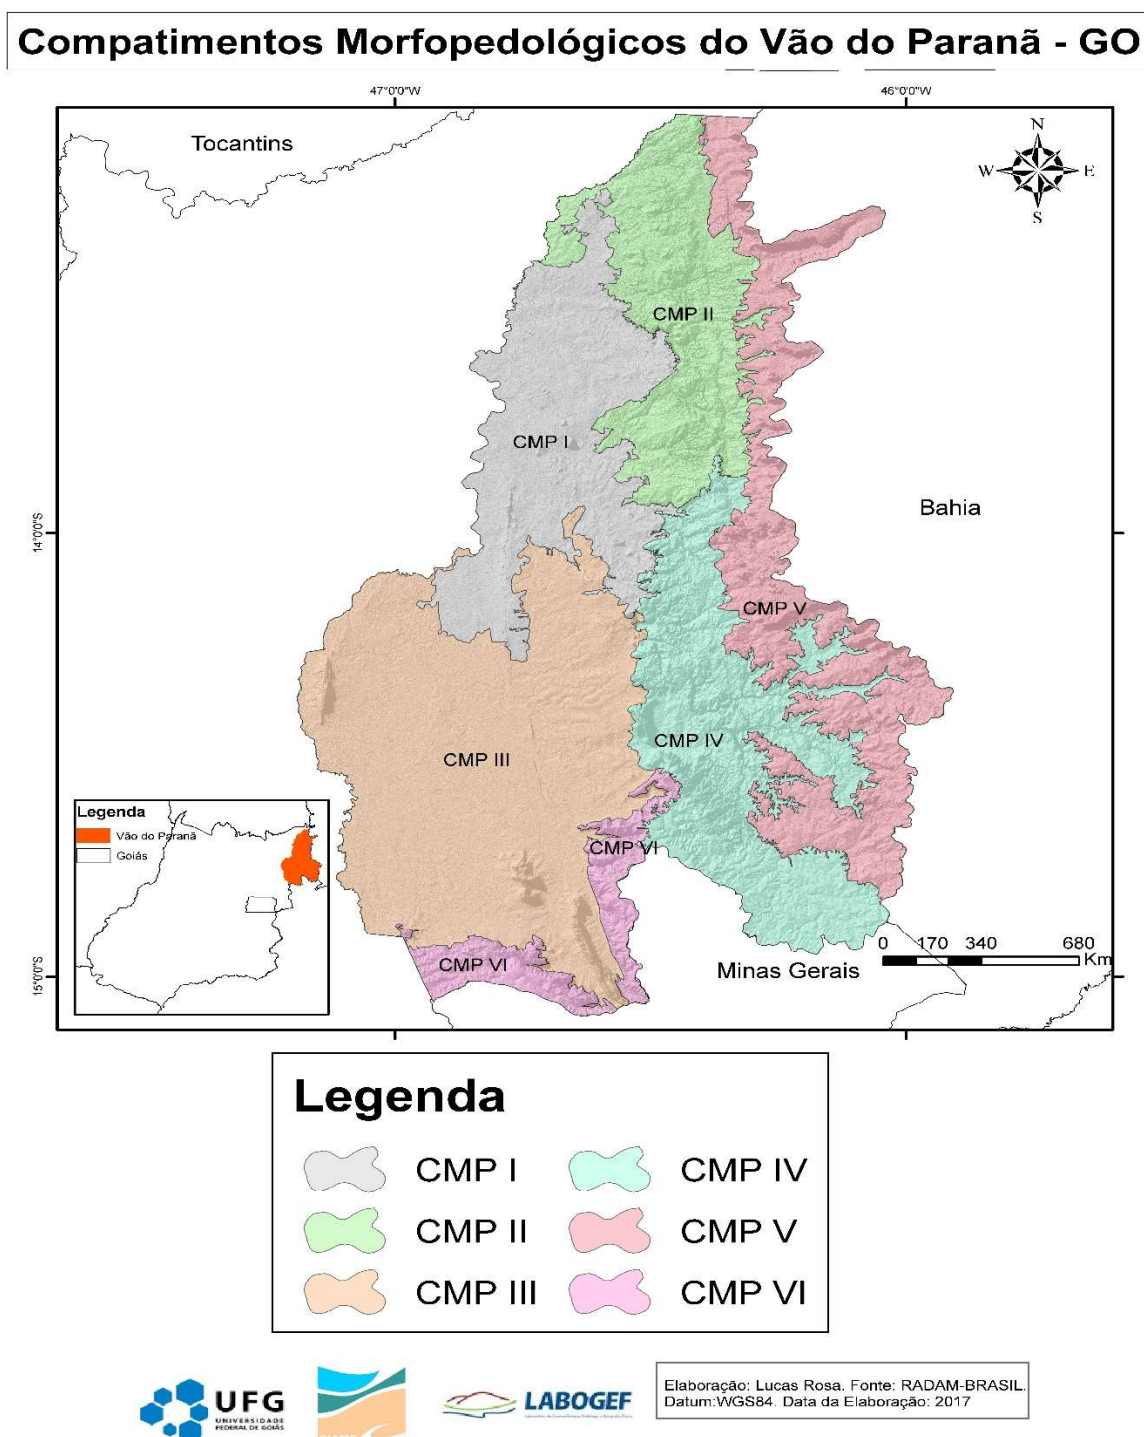 Compatimentos Morfopedológicos do Vão do Paranã - GO
47°0'0"W
46°0'0"W
Tocantins
N
W
E
S
CMP II
CMP I
14°0'0"S
Bahia
CMP V
CMP IV
CMP III
Legenda
Vão do Paranã
Goiás
CMP VI
CMP VI
Minas Gerais
0 170 340 680
Km
15°0'0"S
Legenda
CMP I
CMP IV
CMP II
CMP V
CMP III
CMP VI
UFG
UNIVERSIDADE
FEDERAL DE GOIÁS
LABOGEF
Elaboração: Lucas Rosa. Fonte: RADAM-BRASIL.
Datum:WGS84. Data da Elaboração: 2017